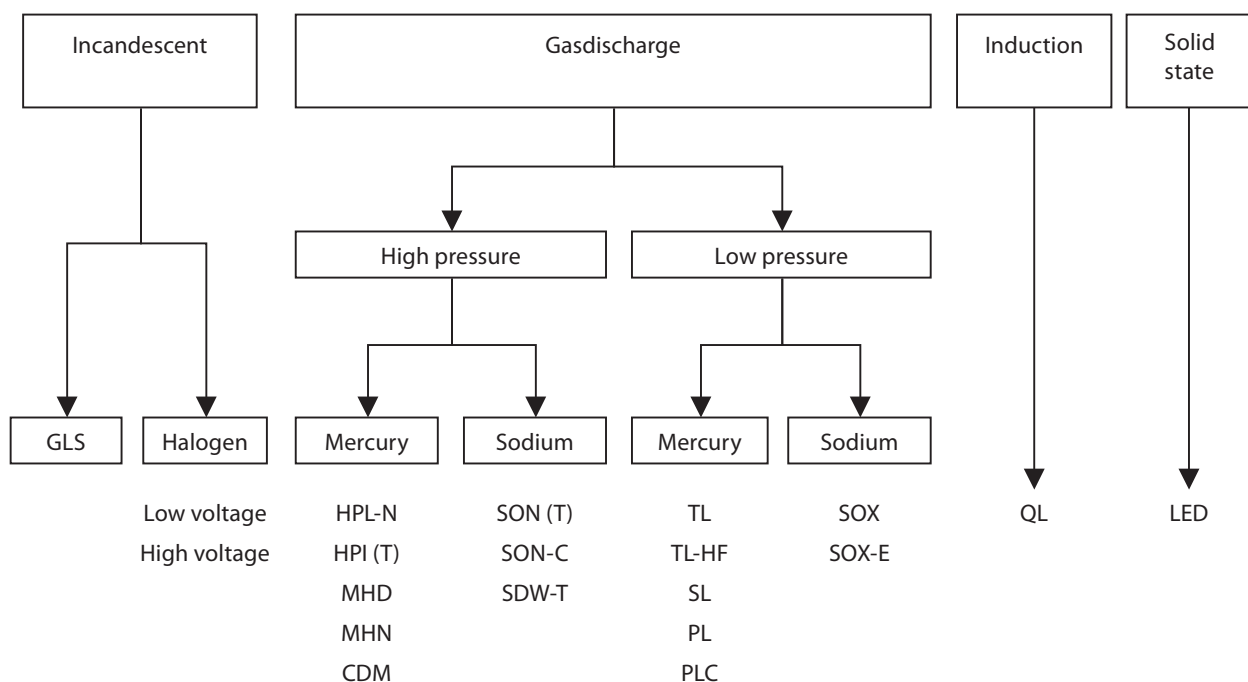 Incandescent
Gasdischarge
Induction
Solid
state
High pressure
Low pressure
GLS
Halogen
Mercury
Sodium
Mercury
Sodium
Low voltage
HPL-N
SON (T)
TL
SOX
QL
LED
High voltage
HPI (T)
SON-C
TL-HF
SOX-E
MHD
SDW-T
SL
MHN
PL
CDM
PLC